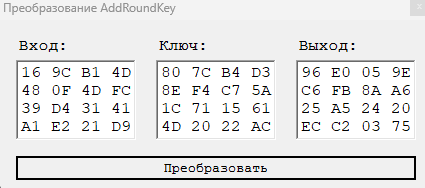 Преобразование AddRoundKey
Вход: Ключ: Выход:
16 9C B1 4D 80 7C B4 D3 96 E0 05 9E
48 0F 4D FC 8E F4 C7 5A C6 FB 8A A6
39 D4 31 41 1C 71 15 61 25 A5 24 20
A1 E2 21 D9 4D 20 22 AC EC C2 03 75
Преобразовать